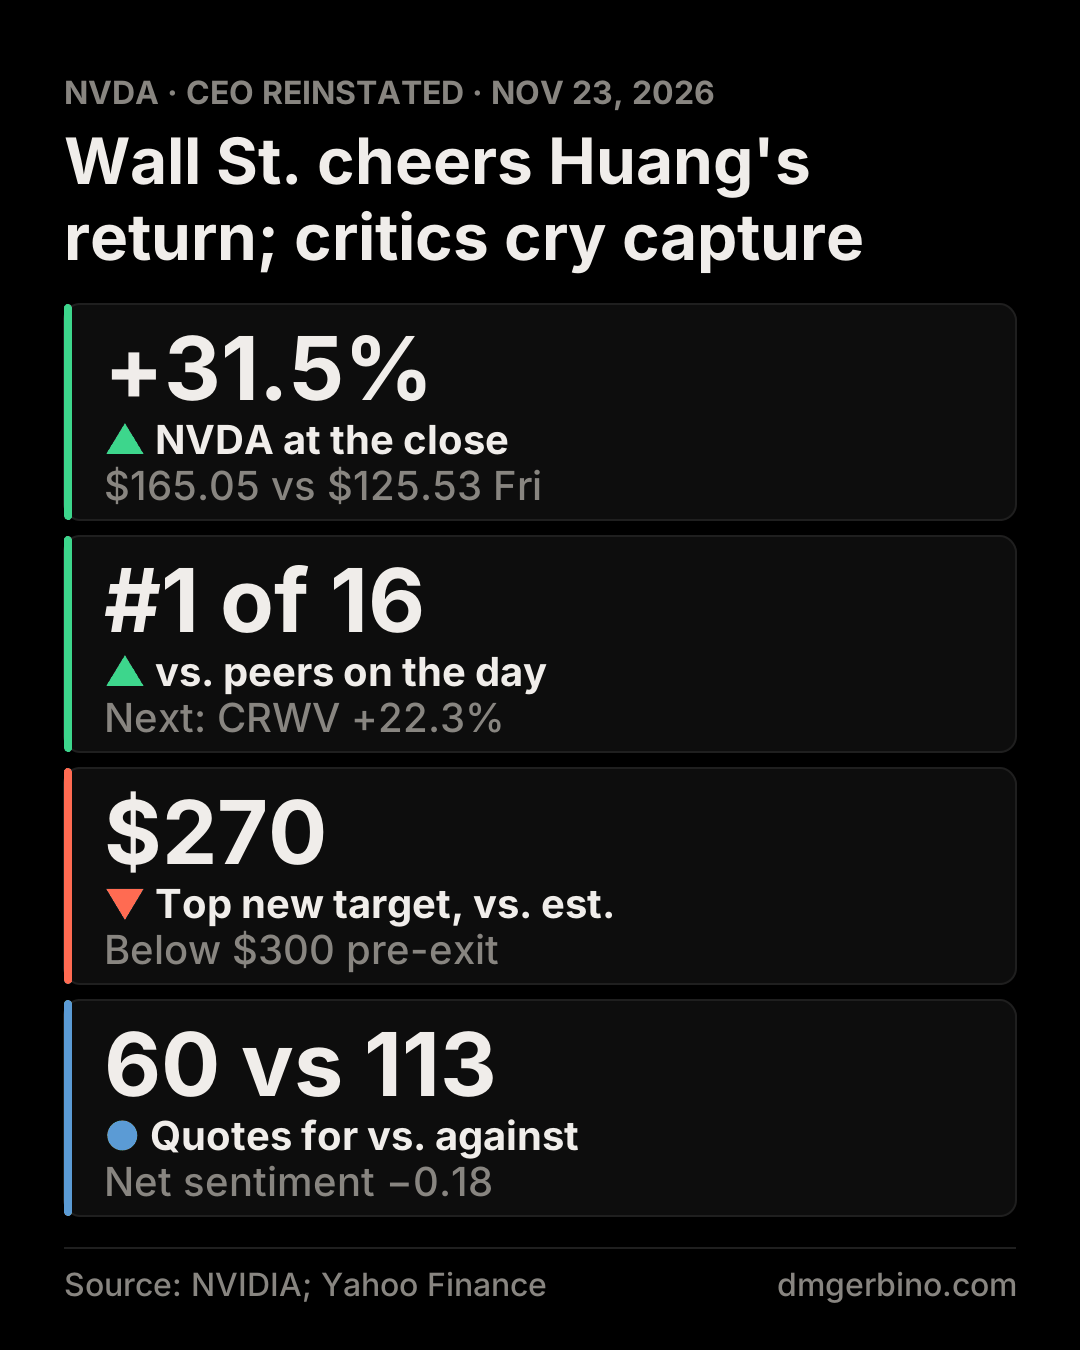 NVDA · CEO REINSTATED · NOV 23, 2026
Wall St. cheers Huang's
return; critics cry capture
+31.5%
▲ NVDA at the close
$165.05 vs $125.53 Fri
#1 of 16
▲ vs. peers on the day
Next: CRWV +22.3%
$270
▼ Top new target, vs. est.
Below $300 pre-exit
60 vs 113
● Quotes for vs. against
Net sentiment −0.18
Source: NVIDIA; Yahoo Finance
dmgerbino.com